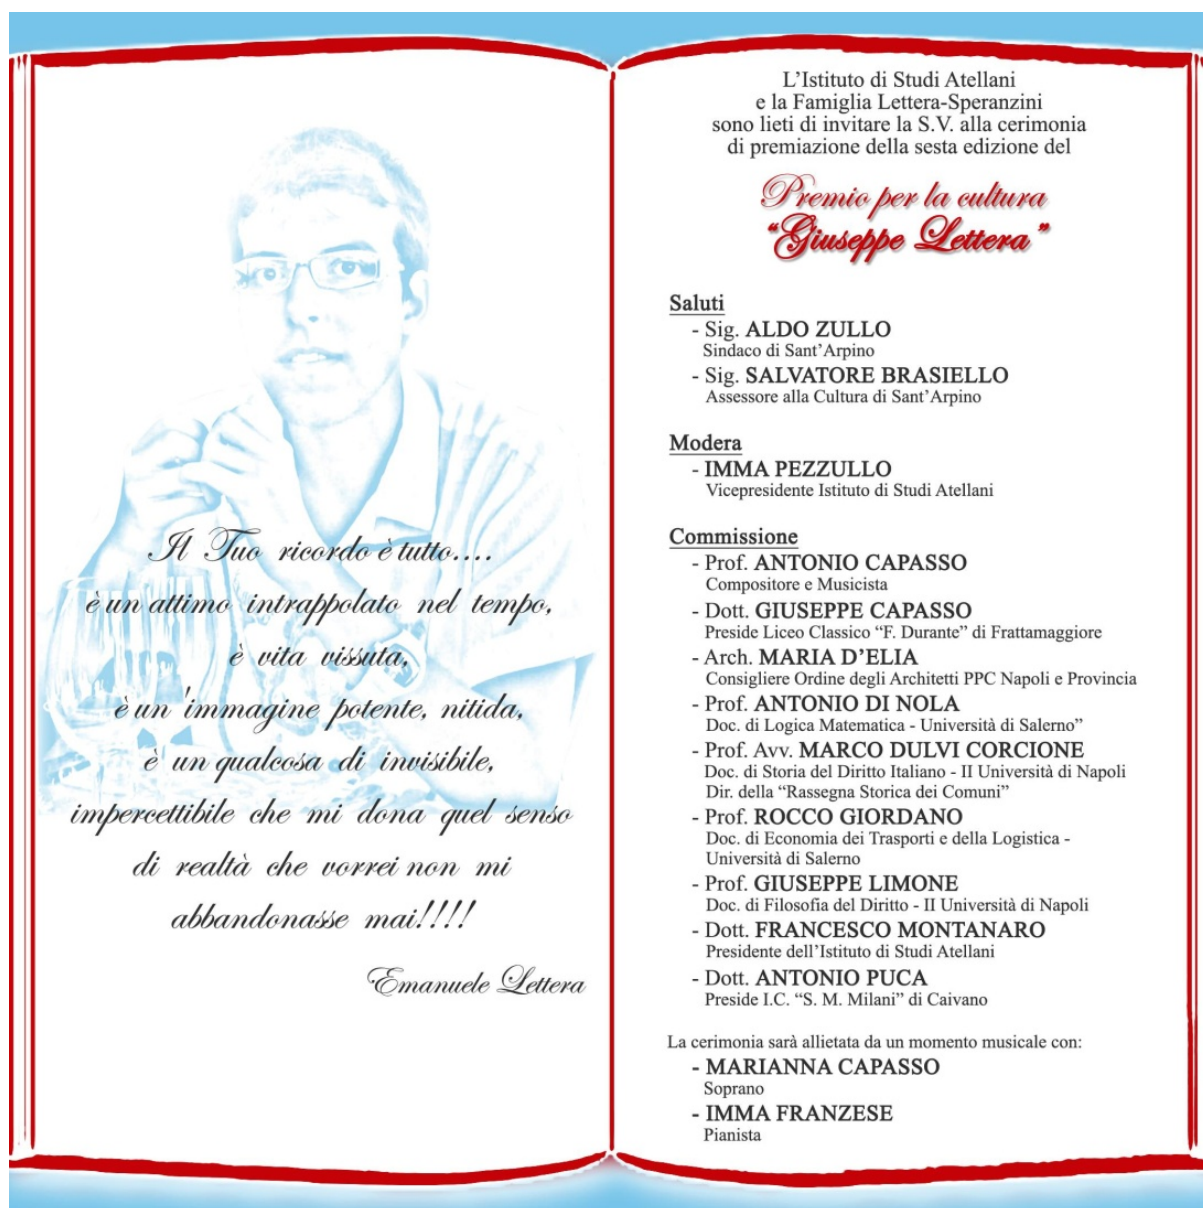 Il Tuo ricordo è tutto....
è un attimo intrappolato nel tempo,
è vita vissuta,
è un'immagine potente, nitida,
è un qualcosa di invisibile,
impercettibile che mi dona quel senso
di realtà che vorrei non mi
abbandonasse mai!!!!
Emanuele Lettera
L'Istituto di Studi Atellani
e la Famiglia Lettera-Speranzini
sono lieti di invitare la S.V. alla cerimonia
di premiazione della sesta edizione del
Premio per la cultura
"Giuseppe Lettera"
Saluti
- Sig. ALDO ZULLO
Sindaco di Sant'Arpino
- Sig. SALVATORE BRASIELLO
Assessore alla Cultura di Sant'Arpino
Modera
- IMMA PEZZULLO
Vicepresidente Istituto di Studi Atellani
Commissione
- Prof. ANTONIO CAPASSO
Compositore e Musicista
- Dott. GIUSEPPE CAPASSO
Preside Liceo Classico "F. Durante" di Frattamaggiore
- Arch. MARIA D'ELIA
Consigliere Ordine degli Architetti PPC Napoli e Provincia
- Prof. ANTONIO DI NOLA
Doc. di Logica Matematica - Università di Salerno"
- Prof. Avv. MARCO DULVI CORCIONE
Doc. di Storia del Diritto Italiano - II Università di Napoli
Dir. della "Rassegna Storica dei Comuni"
- Prof. ROCCO GIORDANO
Doc. di Economia dei Trasporti e della Logistica -
Università di Salerno
- Prof. GIUSEPPE LIMONE
Doc. di Filosofia del Diritto - II Università di Napoli
- Dott. FRANCESCO MONTANARO
Presidente dell'Istituto di Studi Atellani
- Dott. ANTONIO PUCA
Preside I.C. "S. M. Milani" di Caivano
La cerimonia sarà allietata da un momento musicale con:
- MARIANNA CAPASSO
Soprano
- IMMA FRANZESE
Pianista